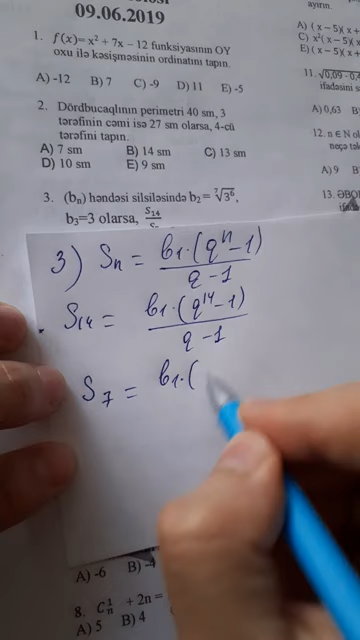 09.06.2019
1. f(x)= x² + 7x – 12 funksiyasının OY
oxu ilə kəsişməsinin ordinatını tapın.
A) -12 B) 7 C) -9 D) 11 E) -5
2. Dördbucaqlının perimetri 40 sm, 3
tərəfinin cəmi isə 27 sm olarsa, 4-cü
tərəfini tapın.
A) 7 sm B) 14 sm C) 13 sm
D) 10 sm E) 9 sm
3. (bₙ) həndəsi silsiləsində b₂ = ⁷√3⁶,
b₃=3 olarsa, S₁₄
3) Sₙ = b₁·(qⁿ-1)/q-1
S₁₄ = b₁·(q¹⁴-1)/q-1
S₇ = b₁·(
A) -6 B) -4
8. C¹ₙ + 2n =
A) 5 B) 4
ayırın.
A) (x – 5)(x +
C) x²(x – 5)(x
E) (x – 5)(x +
11. √0,09 · 0,4
ifadəsini s
A) 0,63 B
12. n ∈ N ol
neçə tək
A) 9 B
13.